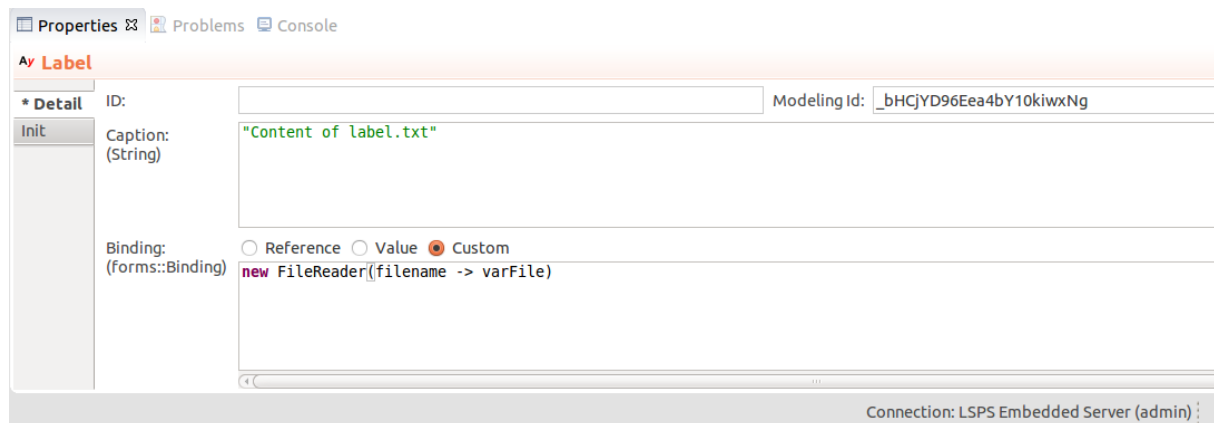 Properties Problems Console
Ay Label
* Detail ID: Modeling Id: _bHCjYD96Eea4bY10kiwxNg
Init Caption: "Content of label.txt"
(String)
Binding: Reference Value Custom
(forms::Binding) new FileReader(filename -> varFile)
Connection: LSPS Embedded Server (admin)